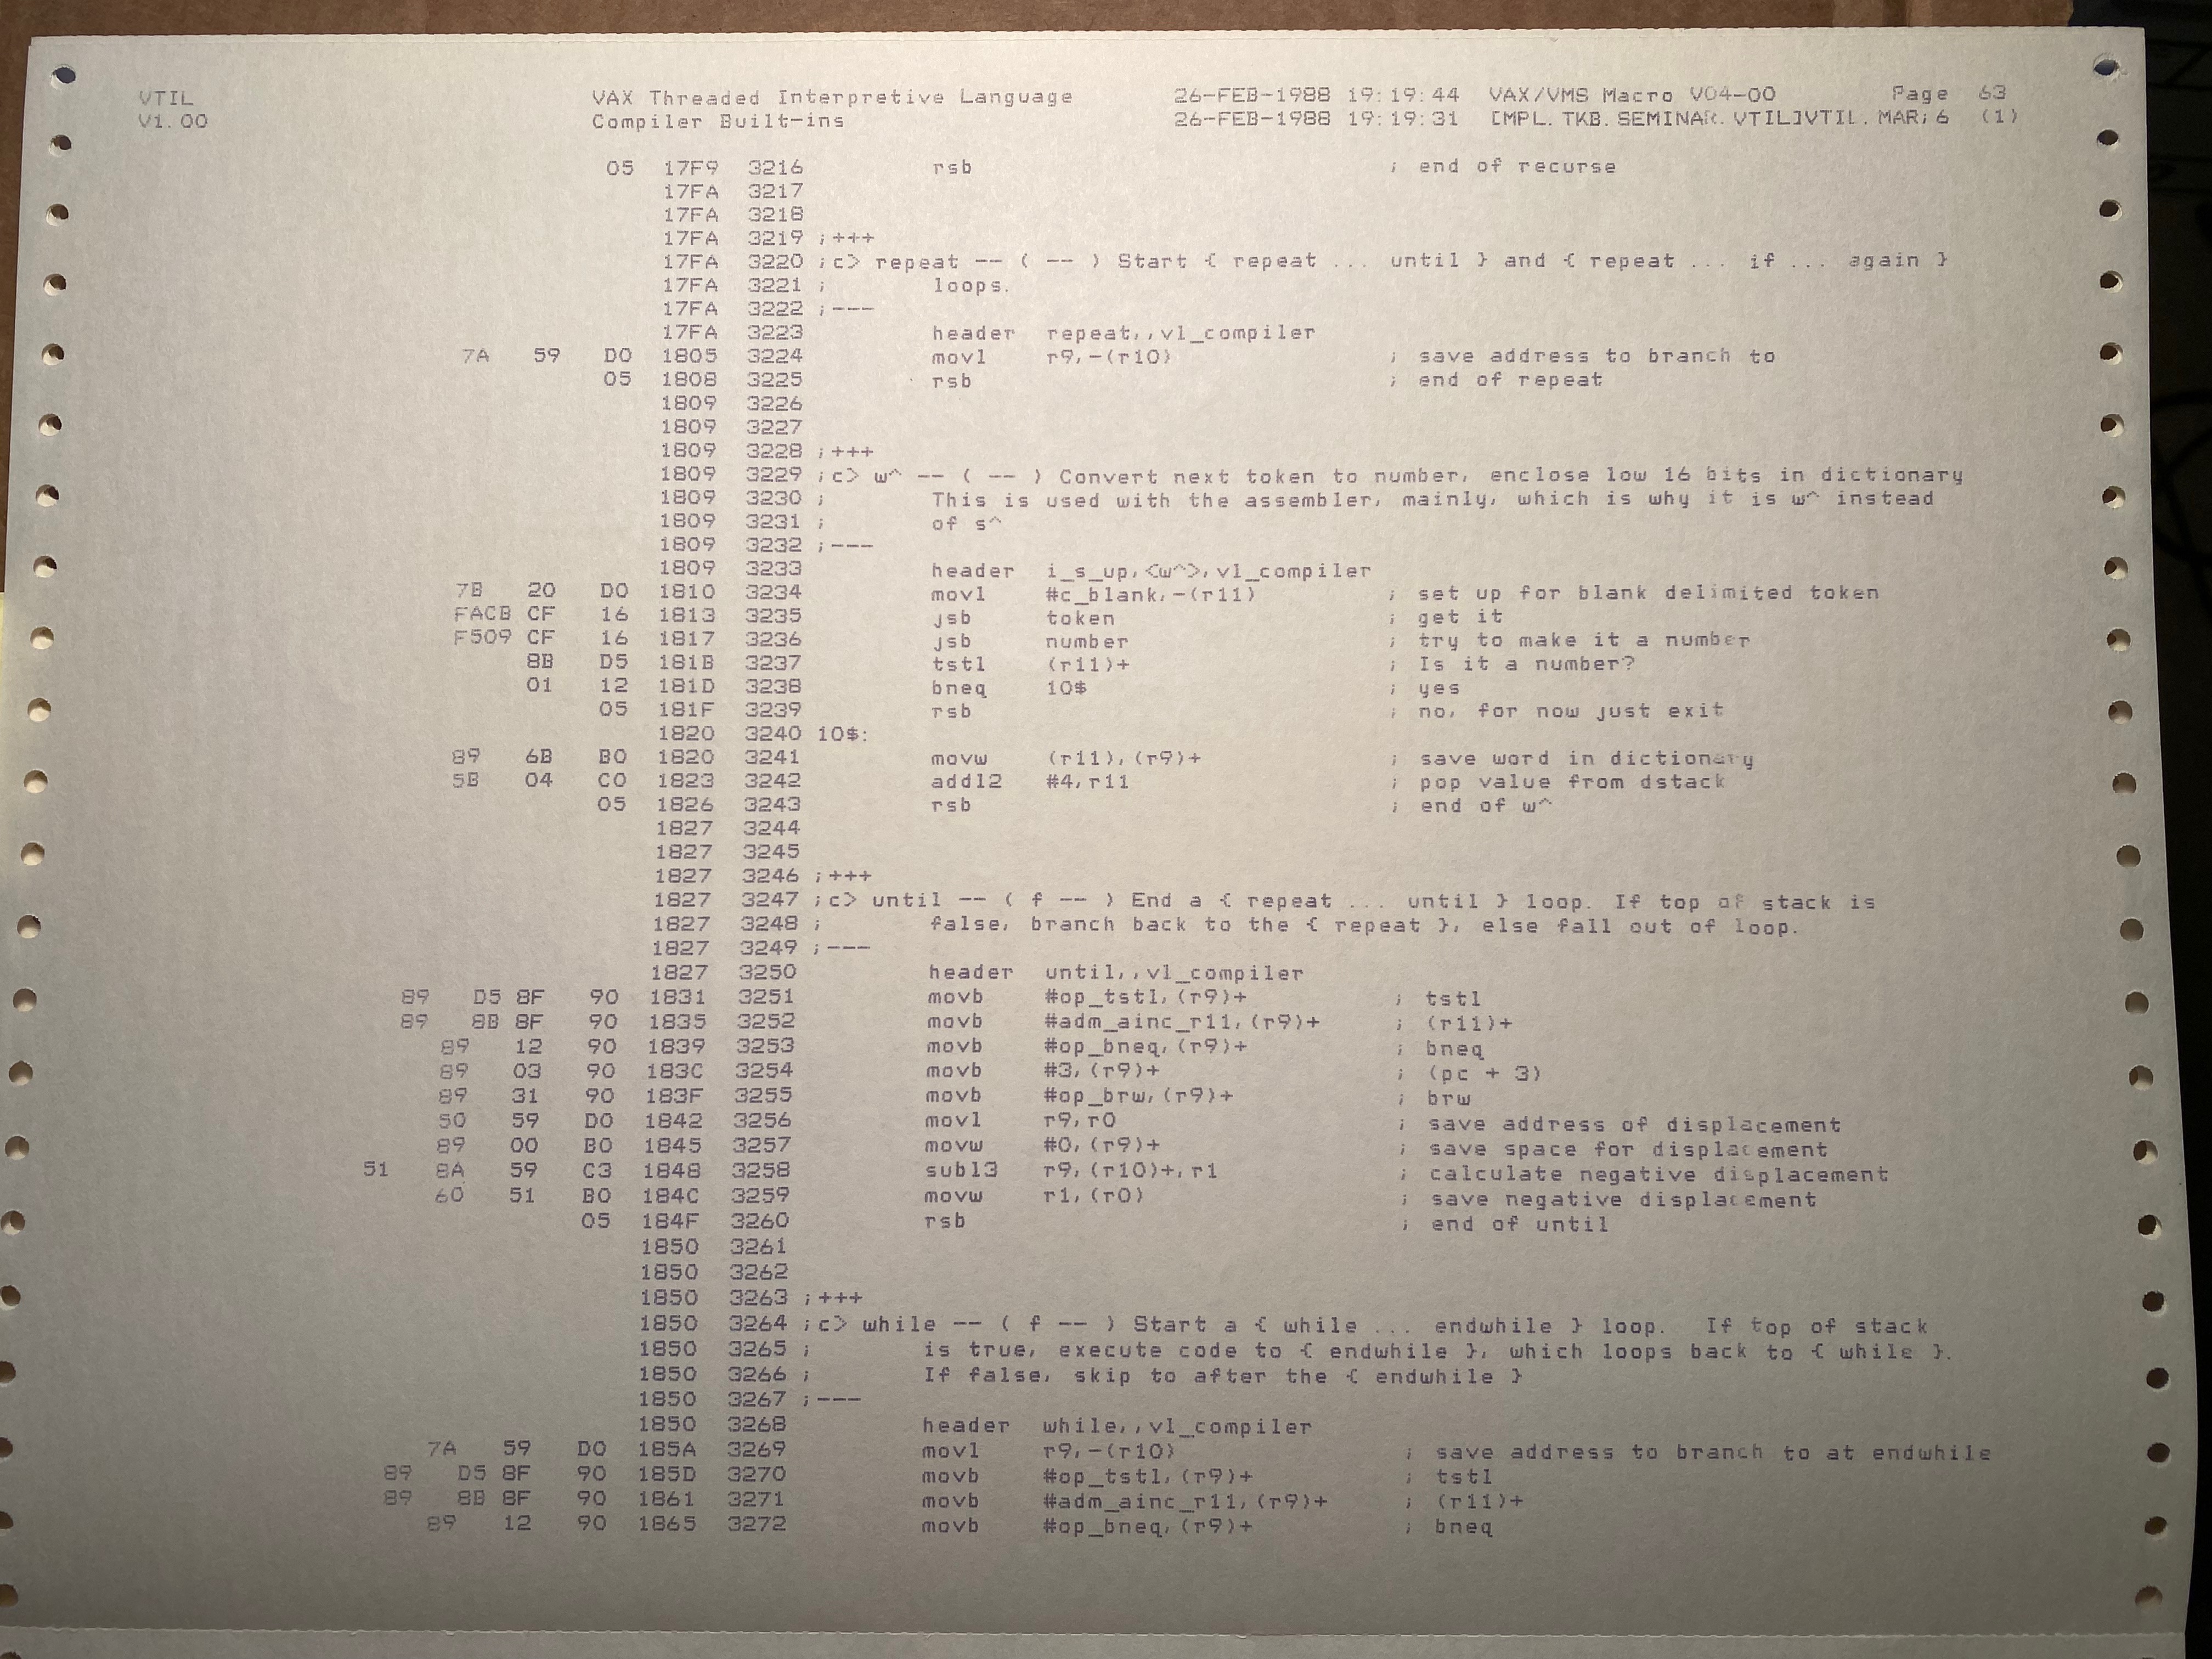 VTIL VAX Threaded Interpretive Language 26-FEB-1988 19:19:44 VAX/VMS Macro V04-00 Page 63
V1.00 Compiler Built-ins 26-FEB-1988 19:19:31 [MPL.TKB.SEMINAR.VTIL]VTIL.MAR;6 (1)
05 17F9 3216 rsb ; end of recurse
17FA 3217
17FA 3218
17FA 3219 ;+++
17FA 3220 ;c> repeat -- ( -- ) Start { repeat ... until } and { repeat ... if ... again }
17FA 3221 ; loops.
17FA 3222 ;---
17FA 3223 header repeat,,vl_compiler
7A 59 D0 1805 3224 movl r9,-(r10) ; save address to branch to
05 1808 3225 rsb ; end of repeat
1809 3226
1809 3227
1809 3228 ;+++
1809 3229 ;c> w^ -- ( -- ) Convert next token to number, enclose low 16 bits in dictionary
1809 3230 ; This is used with the assembler, mainly, which is why it is w^ instead
1809 3231 ; of s^
1809 3232 ;---
1809 3233 header i_s_up,<w^>,vl_compiler
7B 20 D0 1810 3234 movl #c_blank,-(r11) ; set up for blank delimited token
FACB CF 16 1813 3235 jsb token ; get it
F509 CF 16 1817 3236 jsb number ; try to make it a number
8B D5 181B 3237 tstl (r11)+ ; Is it a number?
01 12 181D 3238 bneq 10$ ; yes
05 181F 3239 rsb ; no, for now just exit
1820 3240 10$:
89 6B B0 1820 3241 movw (r11),(r9)+ ; save word in dictionary
5B 04 C0 1823 3242 addl2 #4,r11 ; pop value from dstack
05 1826 3243 rsb ; end of w^
1827 3244
1827 3245
1827 3246 ;+++
1827 3247 ;c> until -- ( f -- ) End a { repeat ... until } loop. If top of stack is
1827 3248 ; false, branch back to the { repeat }, else fall out of loop.
1827 3249 ;---
1827 3250 header until,,vl_compiler
89 D5 8F 90 1831 3251 movb #op_tstl,(r9)+ ; tstl
89 8B 8F 90 1835 3252 movb #adm_ainc_r11,(r9)+ ; (r11)+
89 12 90 1839 3253 movb #op_bneq,(r9)+ ; bneq
89 03 90 183C 3254 movb #3,(r9)+ ; (pc + 3)
89 31 90 183F 3255 movb #op_brw,(r9)+ ; brw
50 59 D0 1842 3256 movl r9,r0 ; save address of displacement
89 00 B0 1845 3257 movw #0,(r9)+ ; save space for displacement
51 8A 59 C3 1848 3258 subl3 r9,(r10)+,r1 ; calculate negative displacement
60 51 B0 184C 3259 movw r1,(r0) ; save negative displacement
05 184F 3260 rsb ; end of until
1850 3261
1850 3262
1850 3263 ;+++
1850 3264 ;c> while -- ( f -- ) Start a { while ... endwhile } loop. If top of stack
1850 3265 ; is true, execute code to { endwhile }, which loops back to { while }.
1850 3266 ; If false, skip to after the { endwhile }
1850 3267 ;---
1850 3268 header while,,vl_compiler
7A 59 D0 185A 3269 movl r9,-(r10) ; save address to branch to at endwhile
89 D5 8F 90 185D 3270 movb #op_tstl,(r9)+ ; tstl
89 8B 8F 90 1861 3271 movb #adm_ainc_r11,(r9)+ ; (r11)+
89 12 90 1865 3272 movb #op_bneq,(r9)+ ; bneq